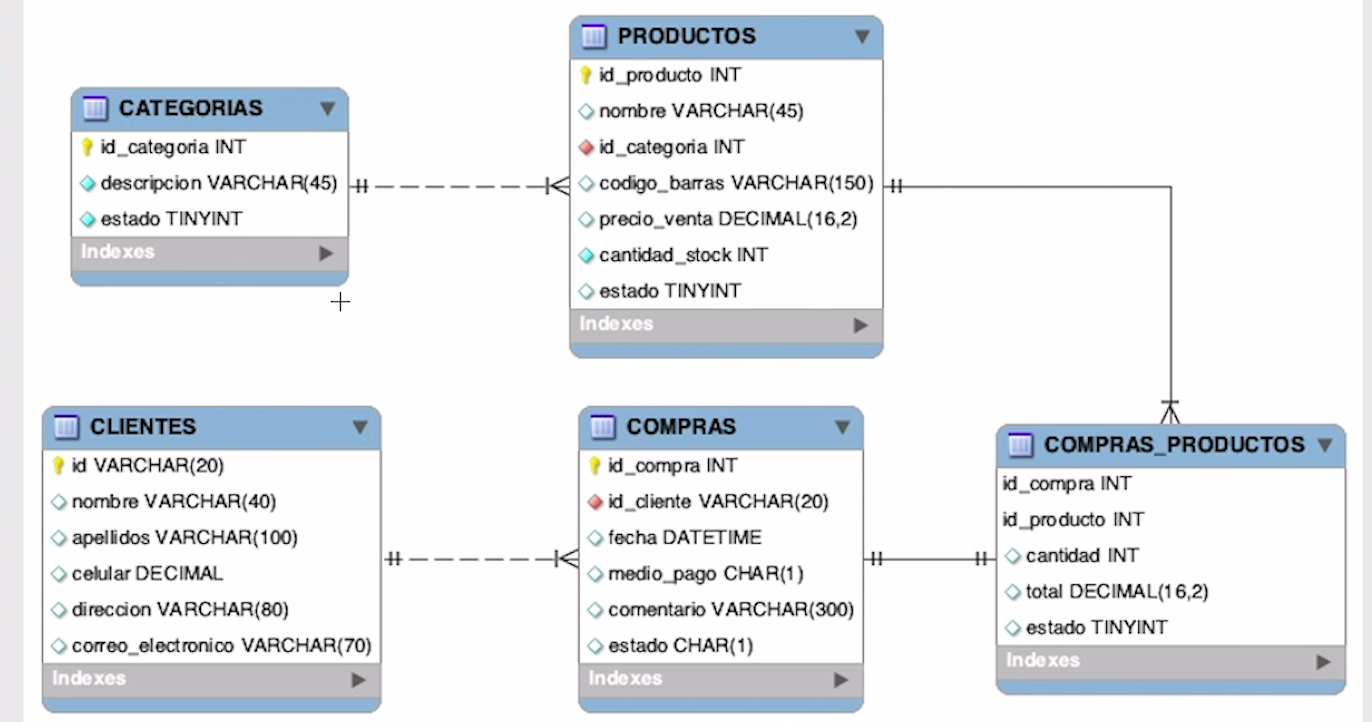 CATEGORIAS
id_categoria INT
descripcion VARCHAR(45)
estado TINYINT
Indexes
PRODUCTOS
id_producto INT
nombre VARCHAR(45)
id_categoria INT
codigo_barras VARCHAR(150)
precio_venta DECIMAL(16,2)
cantidad_stock INT
estado TINYINT
Indexes
CLIENTES
id VARCHAR(20)
nombre VARCHAR(40)
apellidos VARCHAR(100)
celular DECIMAL
direccion VARCHAR(80)
correo_electronico VARCHAR(70)
Indexes
COMPRAS
id_compra INT
id_cliente VARCHAR(20)
fecha DATETIME
medio_pago CHAR(1)
comentario VARCHAR(300)
estado CHAR(1)
Indexes
COMPRAS_PRODUCTOS
id_compra INT
id_producto INT
cantidad INT
total DECIMAL(16,2)
estado TINYINT
Indexes